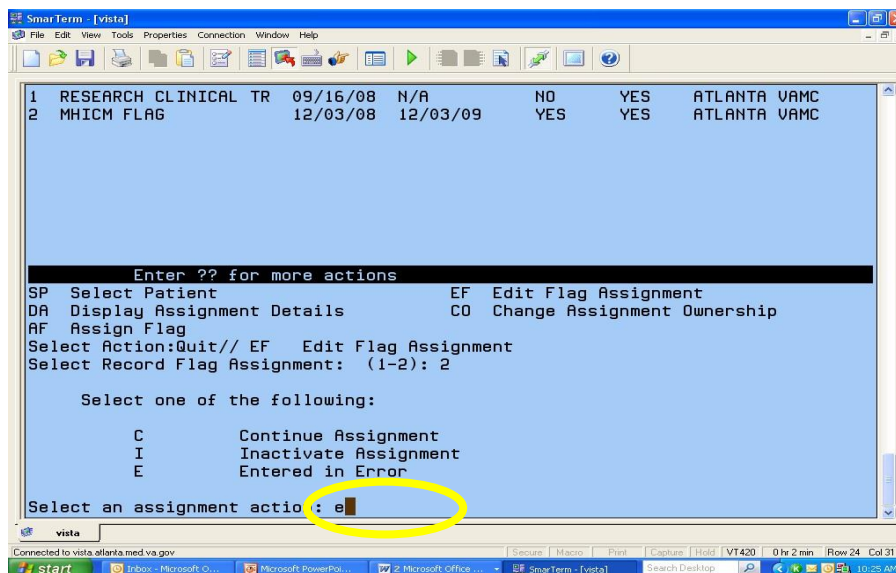 SmarTerm - [vista]
File Edit View Tools Properties Connection Window Help
1 RESEARCH CLINICAL TR 09/16/08 N/A NO YES ATLANTA VAMC
2 MHICM FLAG 12/03/08 12/03/09 YES YES ATLANTA VAMC
Enter ?? for more actions
SP Select Patient EF Edit Flag Assignment
DA Display Assignment Details CO Change Assignment Ownership
AF Assign Flag
Select Action:Quit// EF Edit Flag Assignment
Select Record Flag Assignment: (1-2): 2
Select one of the following:
C Continue Assignment
I Inactivate Assignment
E Entered in Error
Select an assignment action: e
vista
Connected to vista.atlanta.med.va.gov Secure Macro Print Capture Hold VT420 0 hr 2 min Row 24 Col 31
start Inbox - Microsoft O... Microsoft PowerPoi... 2 Microsoft Office ... SmarTerm - [vista] Search Desktop 10:25 AM